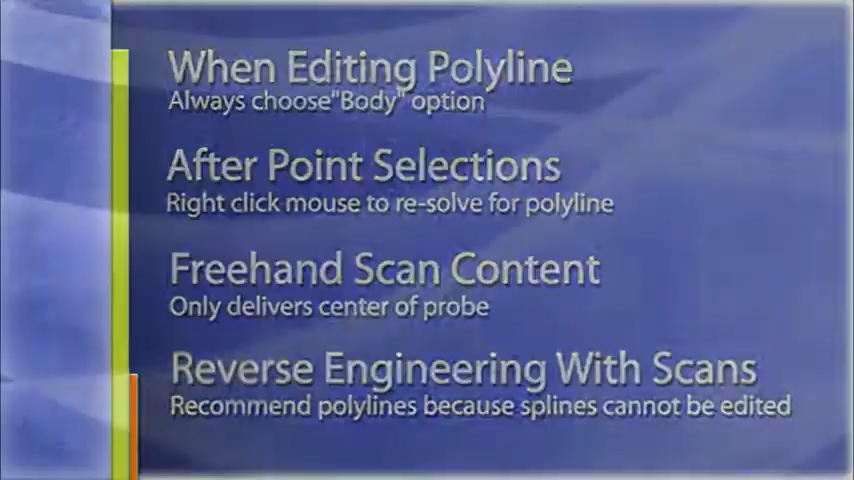 When Editing Polyline
Always choose"Body" option
After Point Selections
Right click mouse to re-solve for polyline
Freehand Scan Content
Only delivers center of probe
Reverse Engineering With Scans
Recommend polylines because splines cannot be edited